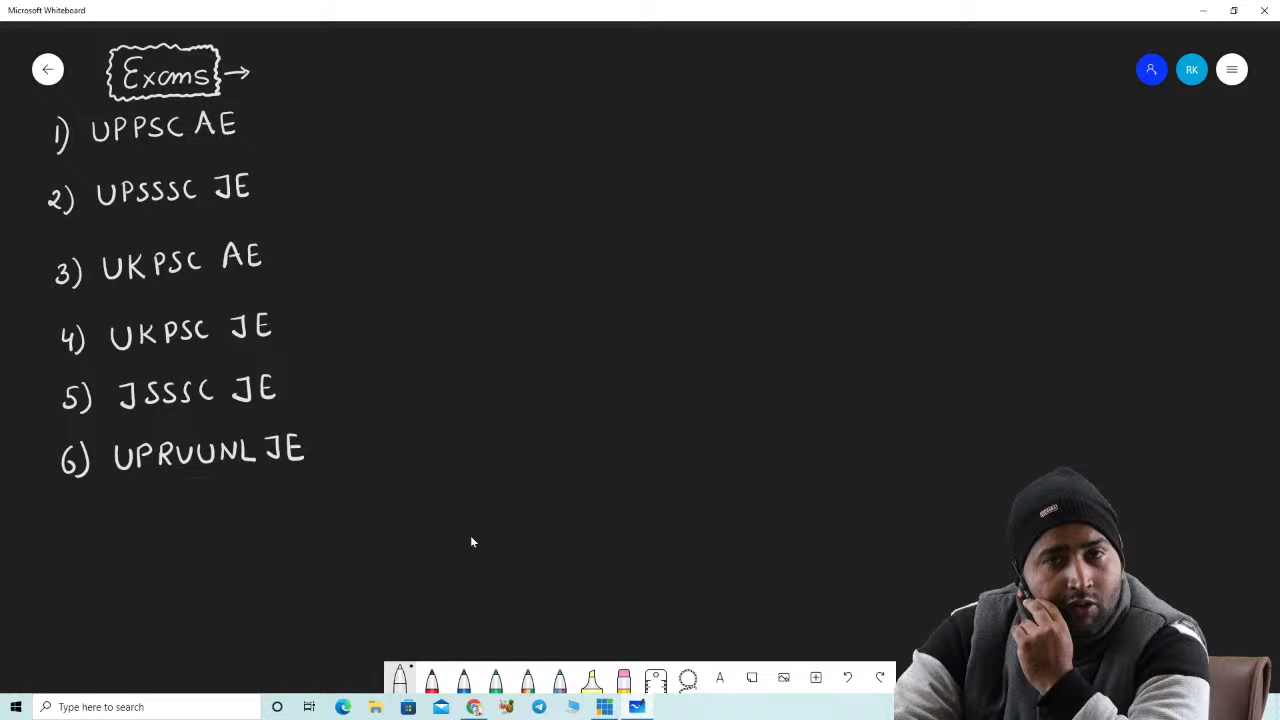 Microsoft Whiteboard
Exams →
RK
1) UPPSC AE
2) UPSSSC JE
3) UKPSC AE
4) UKPSC JE
5) JSSSC JE
6) UPRVUNL JE
A
Type here to search